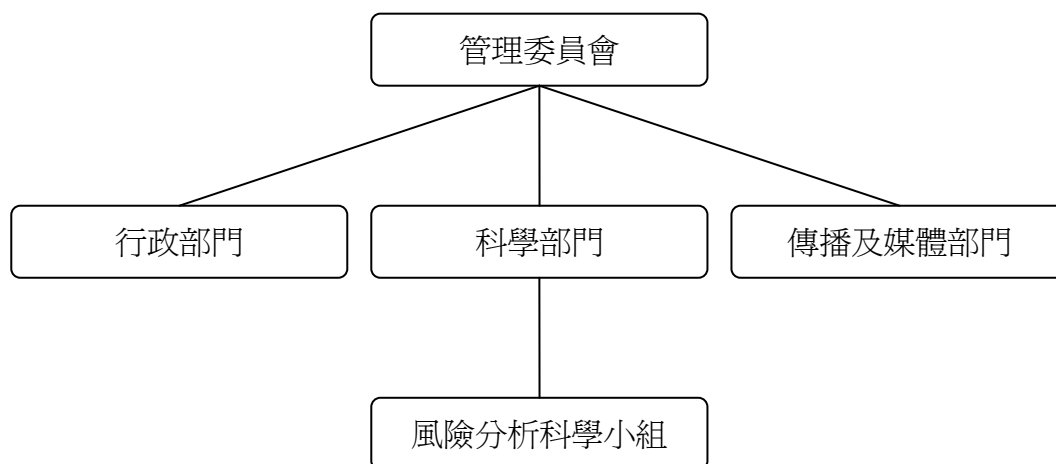 管理委員會
行政部門
科學部門
傳播及媒體部門
風險分析科學小組